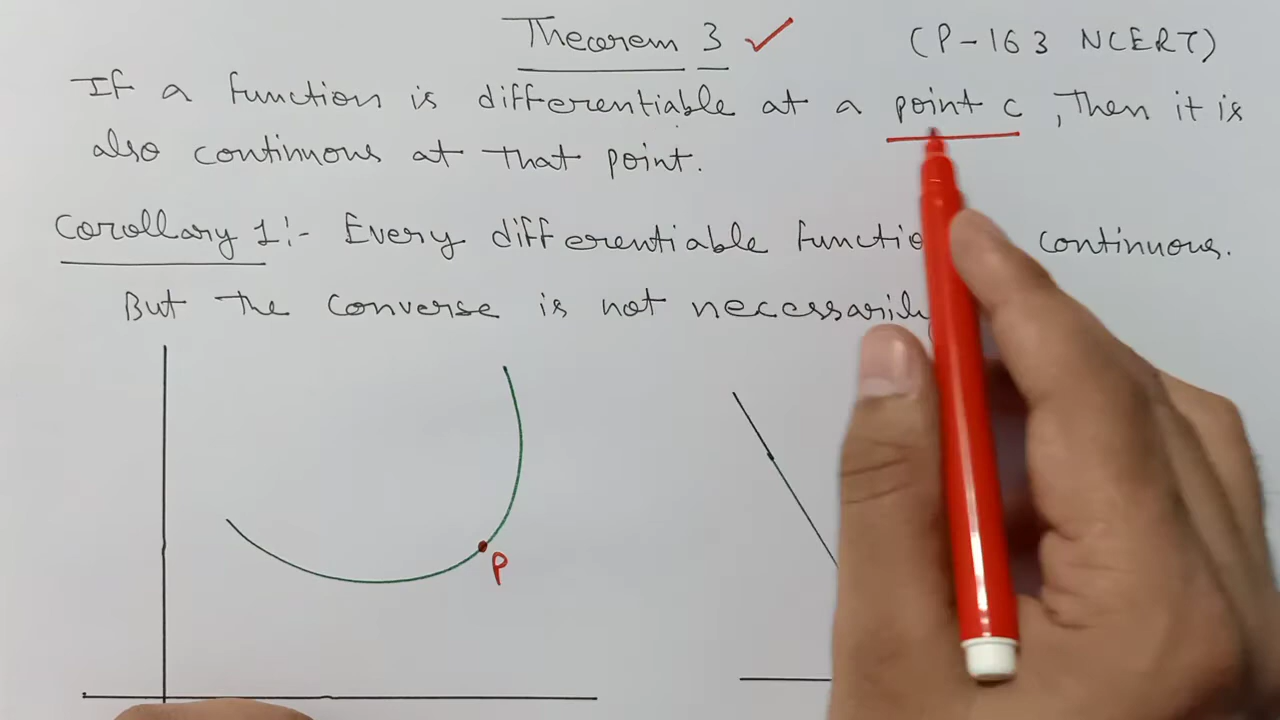 Theorem 3
(P-163 NCERT)
If a function is differentiable at a point c, Then it is
also continuous at that point.
Corollary 1:- Every differentiable functio continuous.
But the converse is not necessarily
P